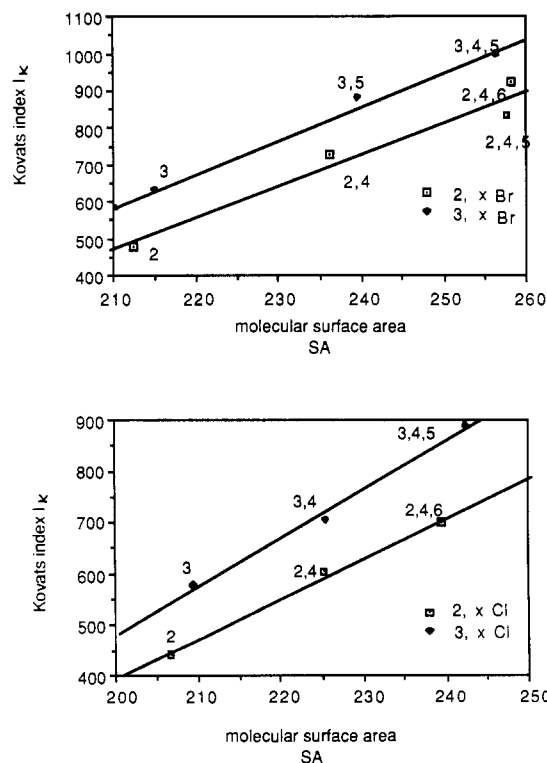 1100
1000
900
800
700
600
500
400
Kovats index Iκ
3
3,5
3,4,5
2,4,6
2,4,5
2,4
2
2, x Br
3, x Br
210 220 230 240 250 260
molecular surface area
SA
900
800
700
600
500
400
Kovats index Iκ
3,4,5
3,4
3
2,4,6
2,4
2
2, x Cl
3, x Cl
200 210 220 230 240 250
molecular surface area
SA